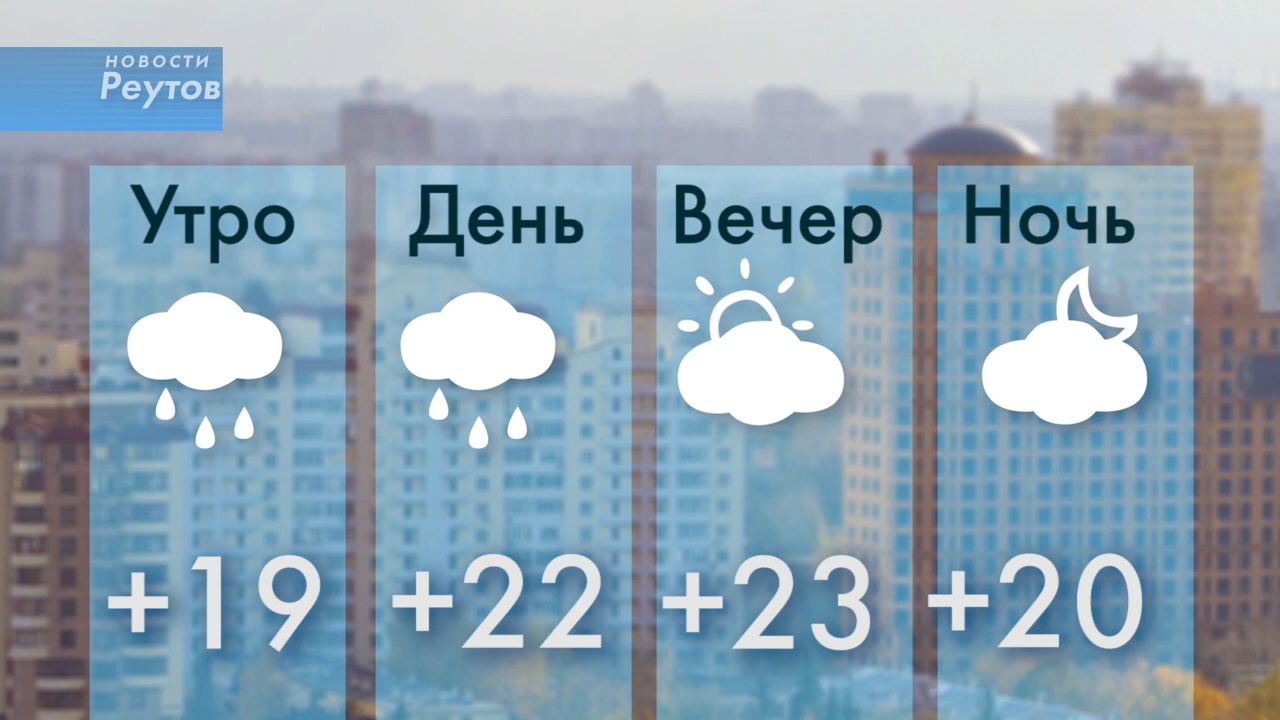 НОВОСТИ
Реутов
Утро
День
Вечер
Ночь
+19
+22
+23
+20